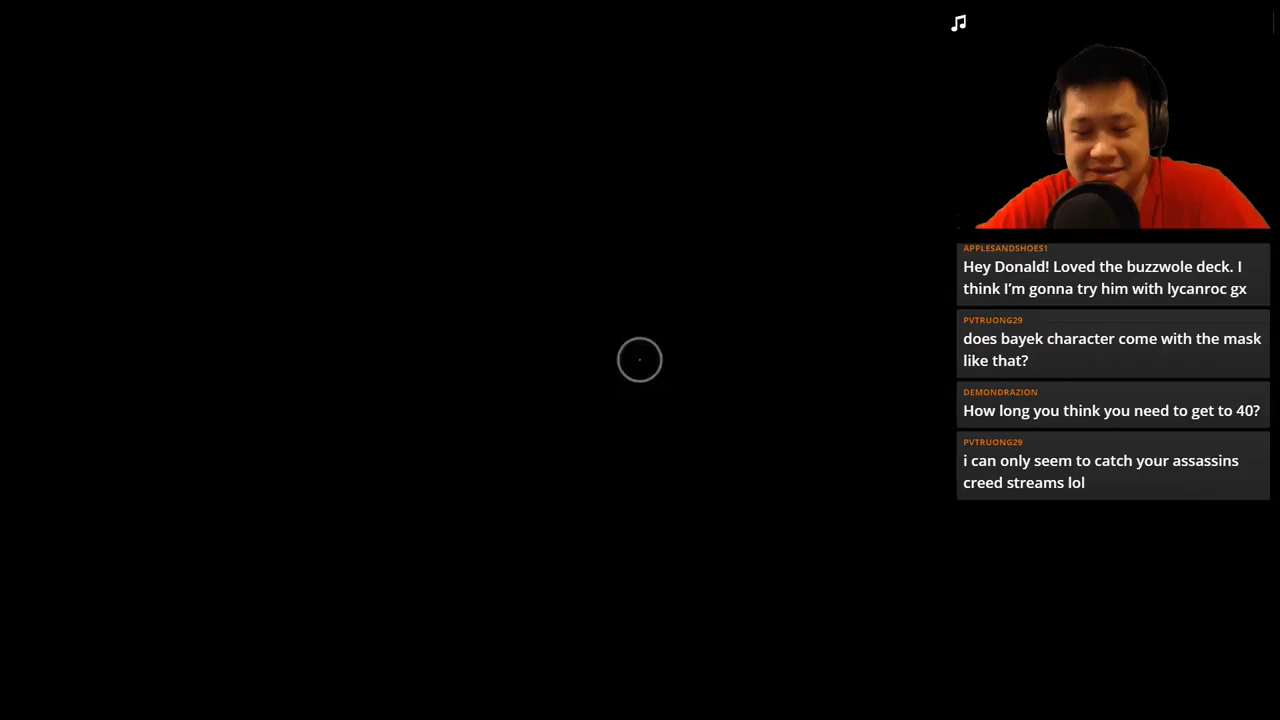 APPLESANDSHOES1
Hey Donald! Loved the buzzwole deck. I
think I'm gonna try him with lycanroc gx
PVTRUONG29
does bayek character come with the mask
like that?
DEMONDRAZION
How long you think you need to get to 40?
PVTRUONG29
i can only seem to catch your assassins
creed streams lol